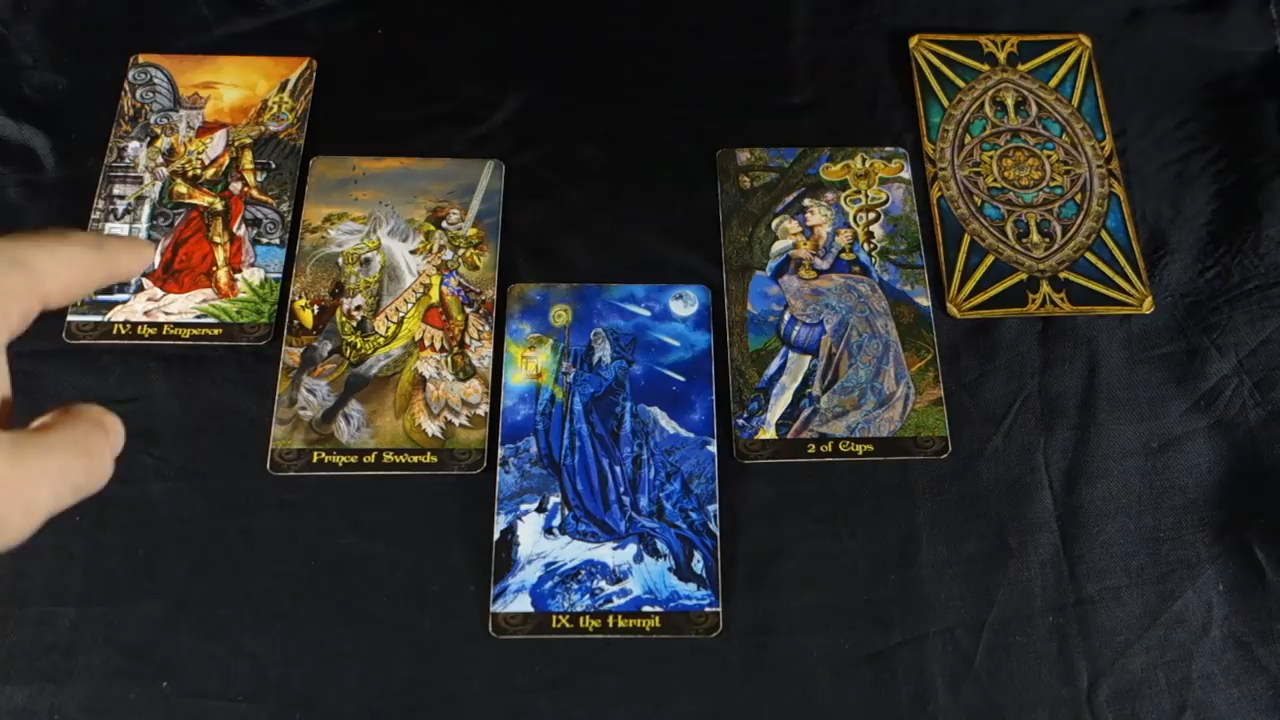 IV. the Emperor
Prince of Swords
IX. the Hermit
2 of Cups